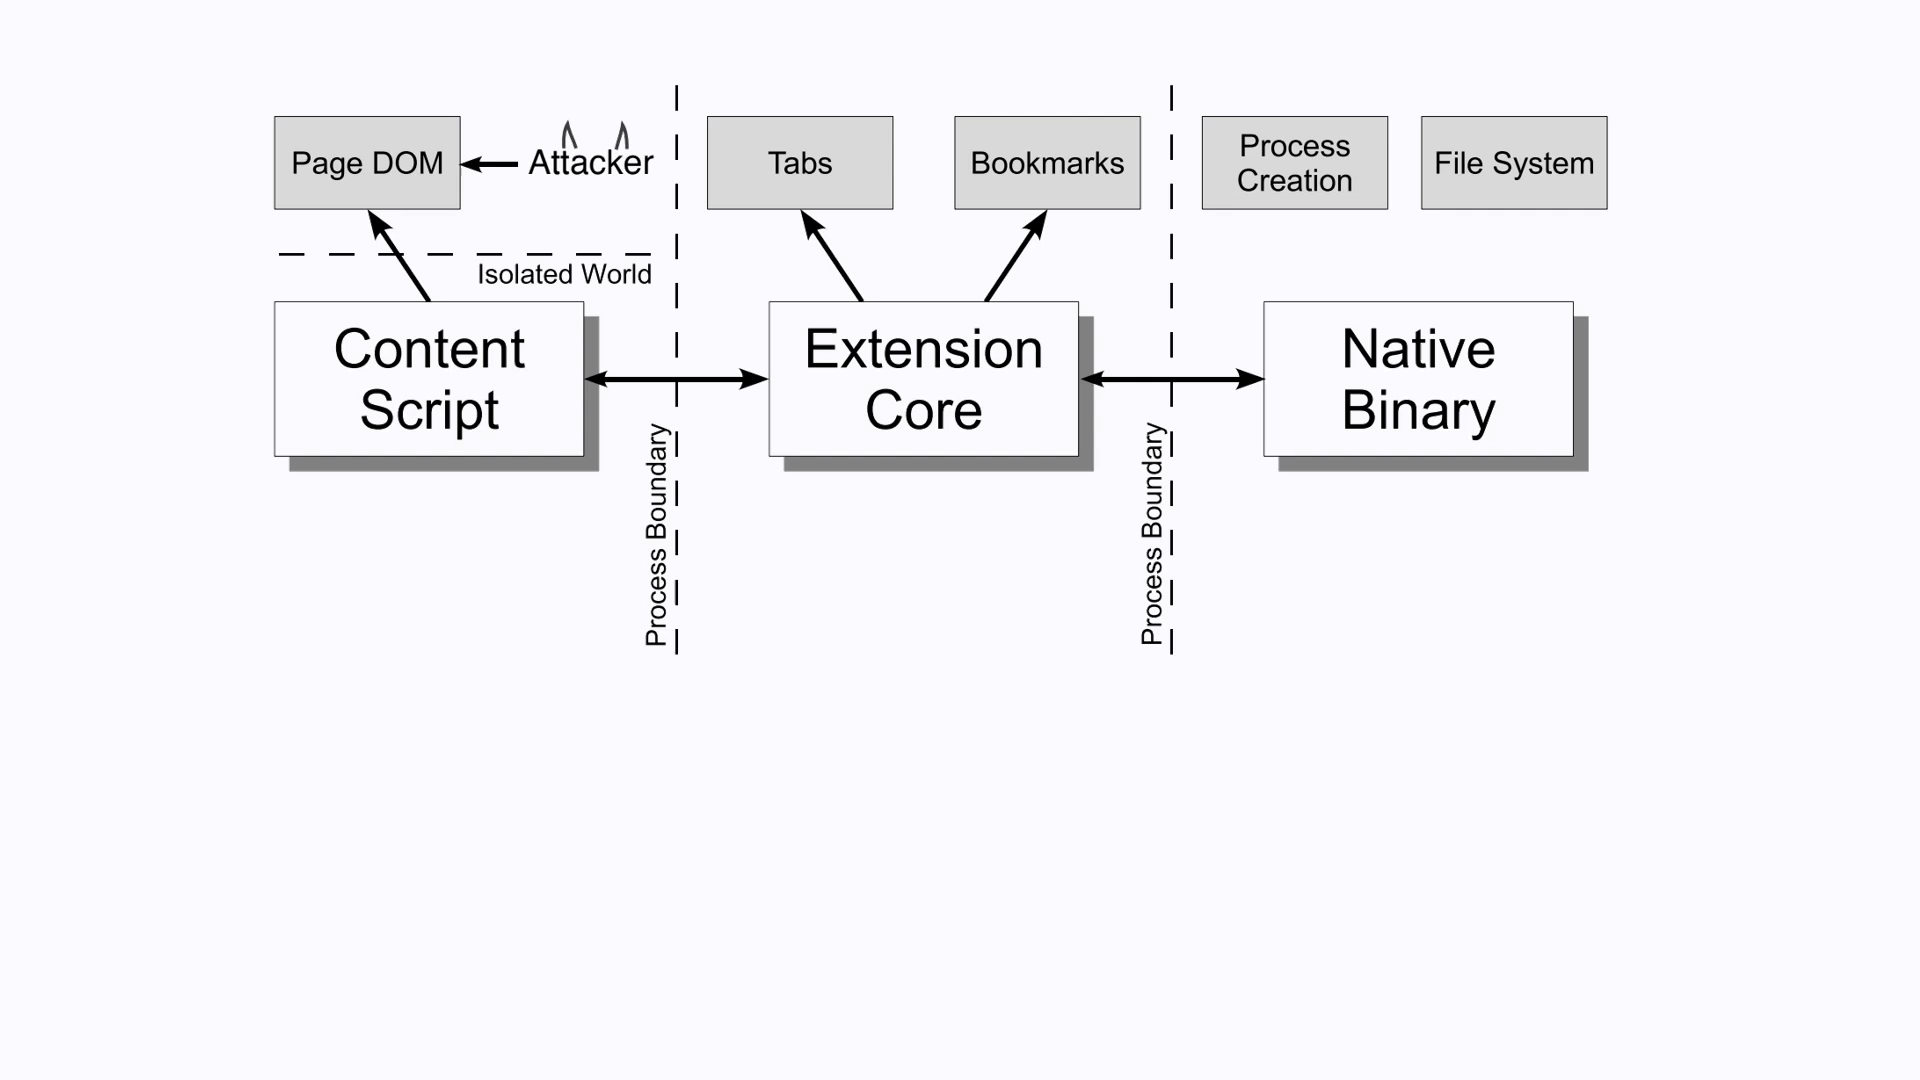 Page DOM
Attacker
Tabs
Bookmarks
Process
Creation
File System
Isolated World
Content
Script
Extension
Core
Native
Binary
Process Boundary
Process Boundary